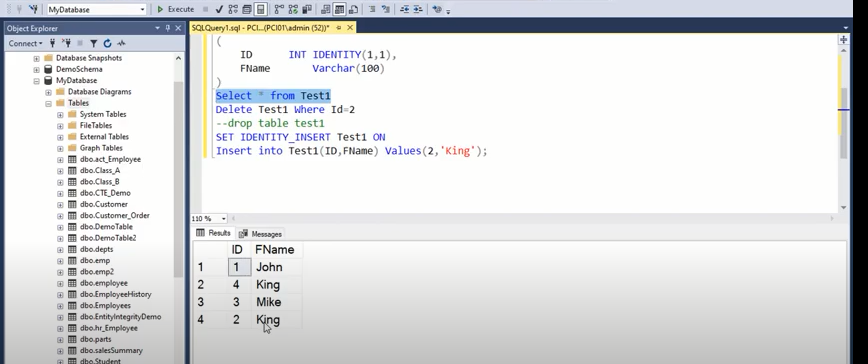 MyDatabase
Execute
SQLQuery1.sql - PCI...(PCI01\admin (52))*
Object Explorer
Connect
Database Snapshots
DemoSchema
MyDatabase
Database Diagrams
Tables
System Tables
FileTables
External Tables
Graph Tables
dbo.act_Employee
dbo.Class_A
dbo.Class_B
dbo.CTE_Demo
dbo.Customer
dbo.Customer_Order
dbo.DemoTable
dbo.DemoTable2
dbo.depts
dbo.emp
dbo.emp2
dbo.employee
dbo.EmployeeHistory
dbo.Employees
dbo.EntityIntegrityDemo
dbo.hr_Employee
dbo.parts
dbo.salesSummary
dbo.Student
(
ID INT IDENTITY(1,1),
FName Varchar(100)
)
Select * from Test1
Delete Test1 Where Id=2
--drop table test1
SET IDENTITY_INSERT Test1 ON
Insert into Test1(ID,FName) Values(2,'King');
110 %
Results Messages
ID FName
1 1 John
2 4 King
3 3 Mike
4 2 King